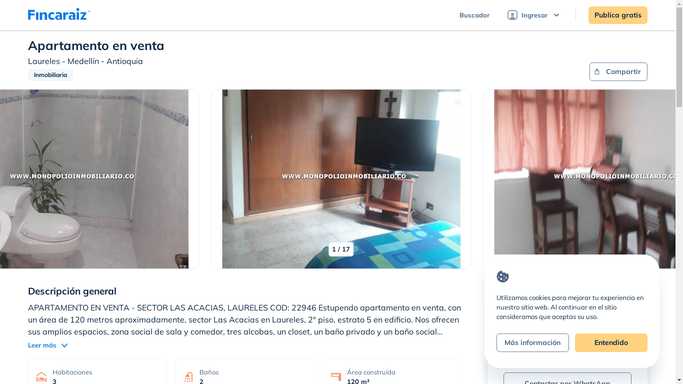 Fincaraiz
Buscador
Ingresar
Publica gratis
Apartamento en venta
Laureles - Medellín - Antioquia
Inmobiliaria
Compartir
WWW.MONOPOLIOINMOBILIARIO.CO
WWW.MONOPOLIOINMOBILIARIO.CO
WWW.MONOPOLIOINMO
1 / 17
Descripción general
APARTAMENTO EN VENTA - SECTOR LAS ACACIAS, LAURELES COD: 22946 Estupendo apartamento en venta, con
un área de 120 metros aproximadamente, sector Las Acacias en Laureles, 2° piso, estrato 5 en edificio. Nos ofrecen
sus amplios espacios, zona social de sala y comedor, tres alcobas, un closet, un baño privado y un baño social...
Leer más
Habitaciones
3
Baños
2
Área construida
120 m²
Utilizamos cookies para mejorar tu experiencia en
nuestro sitio web. Al continuar en el sitio
consideramos que aceptas su uso.
Más información
Entendido
Contactar por WhatsApp